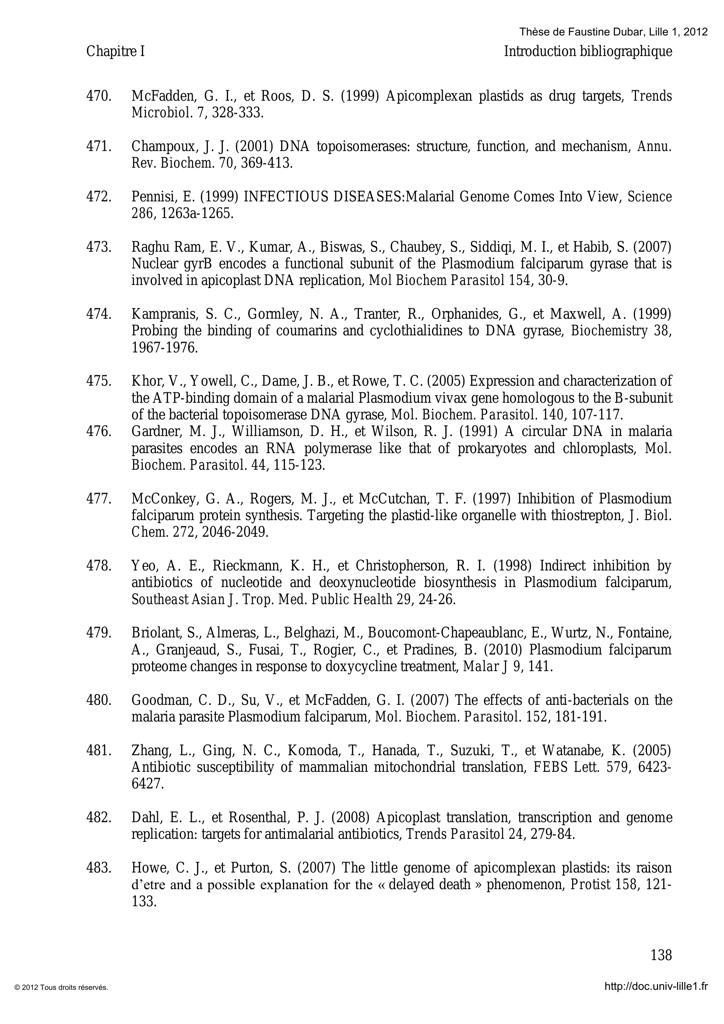 Thèse de Faustine Dubar, Lille 1, 2012
Chapitre I Introduction bibliographique
470. McFadden, G. I., et Roos, D. S. (1999) Apicomplexan plastids as drug targets, Trends
Microbiol. 7, 328-333.
471. Champoux, J. J. (2001) DNA topoisomerases: structure, function, and mechanism, Annu.
Rev. Biochem. 70, 369-413.
472. Pennisi, E. (1999) INFECTIOUS DISEASES:Malarial Genome Comes Into View, Science
286, 1263a-1265.
473. Raghu Ram, E. V., Kumar, A., Biswas, S., Chaubey, S., Siddiqi, M. I., et Habib, S. (2007)
Nuclear gyrB encodes a functional subunit of the Plasmodium falciparum gyrase that is
involved in apicoplast DNA replication, Mol Biochem Parasitol 154, 30-9.
474. Kampranis, S. C., Gormley, N. A., Tranter, R., Orphanides, G., et Maxwell, A. (1999)
Probing the binding of coumarins and cyclothialidines to DNA gyrase, Biochemistry 38,
1967-1976.
475. Khor, V., Yowell, C., Dame, J. B., et Rowe, T. C. (2005) Expression and characterization of
the ATP-binding domain of a malarial Plasmodium vivax gene homologous to the B-subunit
of the bacterial topoisomerase DNA gyrase, Mol. Biochem. Parasitol. 140, 107-117.
476. Gardner, M. J., Williamson, D. H., et Wilson, R. J. (1991) A circular DNA in malaria
parasites encodes an RNA polymerase like that of prokaryotes and chloroplasts, Mol.
Biochem. Parasitol. 44, 115-123.
477. McConkey, G. A., Rogers, M. J., et McCutchan, T. F. (1997) Inhibition of Plasmodium
falciparum protein synthesis. Targeting the plastid-like organelle with thiostrepton, J. Biol.
Chem. 272, 2046-2049.
478. Yeo, A. E., Rieckmann, K. H., et Christopherson, R. I. (1998) Indirect inhibition by
antibiotics of nucleotide and deoxynucleotide biosynthesis in Plasmodium falciparum,
Southeast Asian J. Trop. Med. Public Health 29, 24-26.
479. Briolant, S., Almeras, L., Belghazi, M., Boucomont-Chapeaublanc, E., Wurtz, N., Fontaine,
A., Granjeaud, S., Fusai, T., Rogier, C., et Pradines, B. (2010) Plasmodium falciparum
proteome changes in response to doxycycline treatment, Malar J 9, 141.
480. Goodman, C. D., Su, V., et McFadden, G. I. (2007) The effects of anti-bacterials on the
malaria parasite Plasmodium falciparum, Mol. Biochem. Parasitol. 152, 181-191.
481. Zhang, L., Ging, N. C., Komoda, T., Hanada, T., Suzuki, T., et Watanabe, K. (2005)
Antibiotic susceptibility of mammalian mitochondrial translation, FEBS Lett. 579, 6423-
6427.
482. Dahl, E. L., et Rosenthal, P. J. (2008) Apicoplast translation, transcription and genome
replication: targets for antimalarial antibiotics, Trends Parasitol 24, 279-84.
483. Howe, C. J., et Purton, S. (2007) The little genome of apicomplexan plastids: its raison
d’etre and a possible explanation for the « delayed death » phenomenon, Protist 158, 121-
133.
138
© 2012 Tous droits réservés. http://doc.univ-lille1.fr